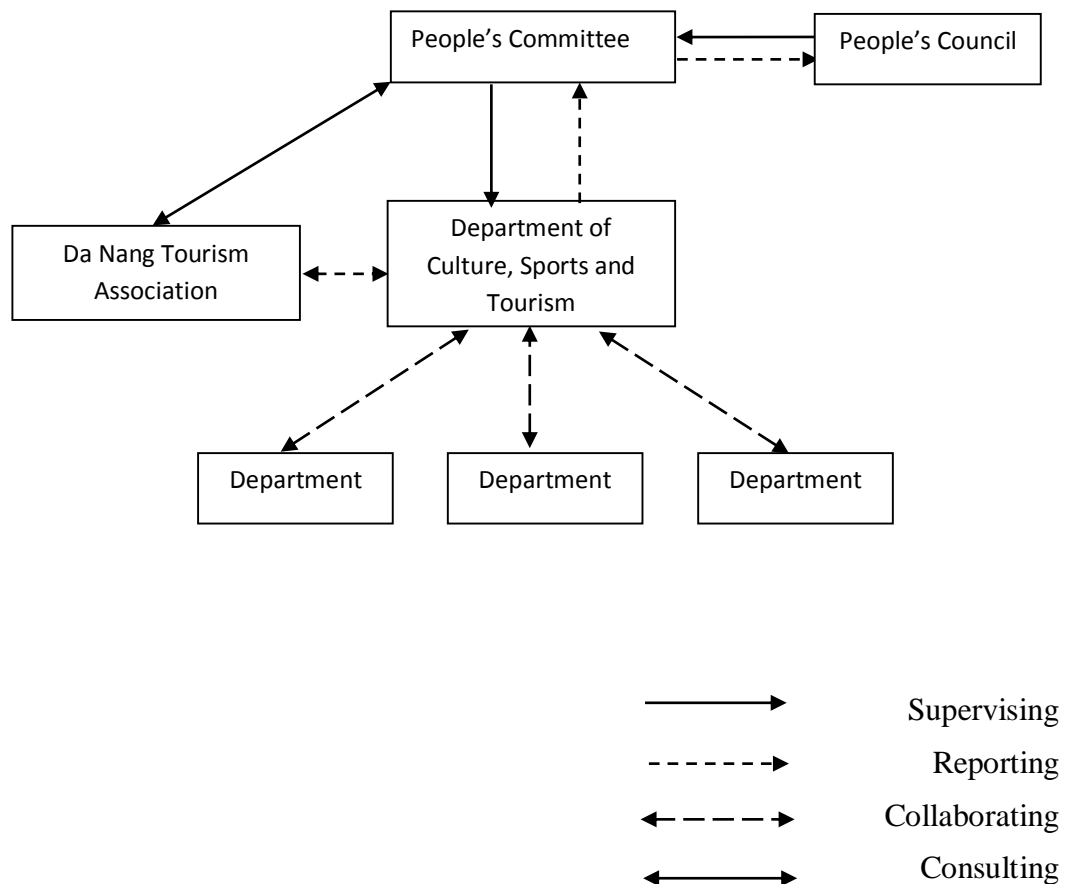 People’s Committee
People’s Council
Da Nang Tourism
Association
Department of
Culture, Sports and
Tourism
Department
Department
Department
Supervising
Reporting
Collaborating
Consulting